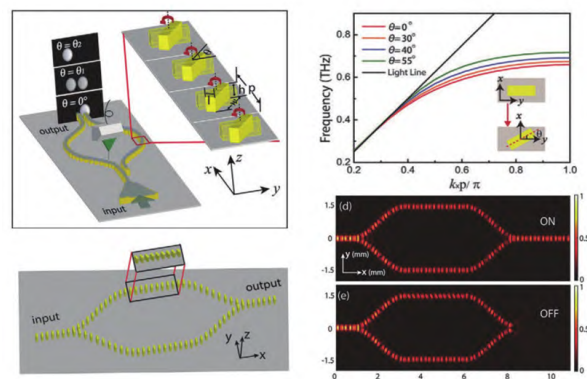 θ = θ₂
θ = θ₁
θ = 0°
output
input
h
R
z
x
y
Frequency (THz)
0.8
0.6
0.4
0.2
θ=0°
θ=30°
θ=40°
θ=55°
Light Line
x
y
x
θ
y
0.2 0.4 0.6 0.8 1.0
kₓp/ π
input
output
y
z
x
(d)
ON
1.5
0
-1.5
y (mm)
x (mm)
1
0.5
0
(e)
OFF
1.5
0
-1.5
1
0.5
0
0 2 4 6 8 10